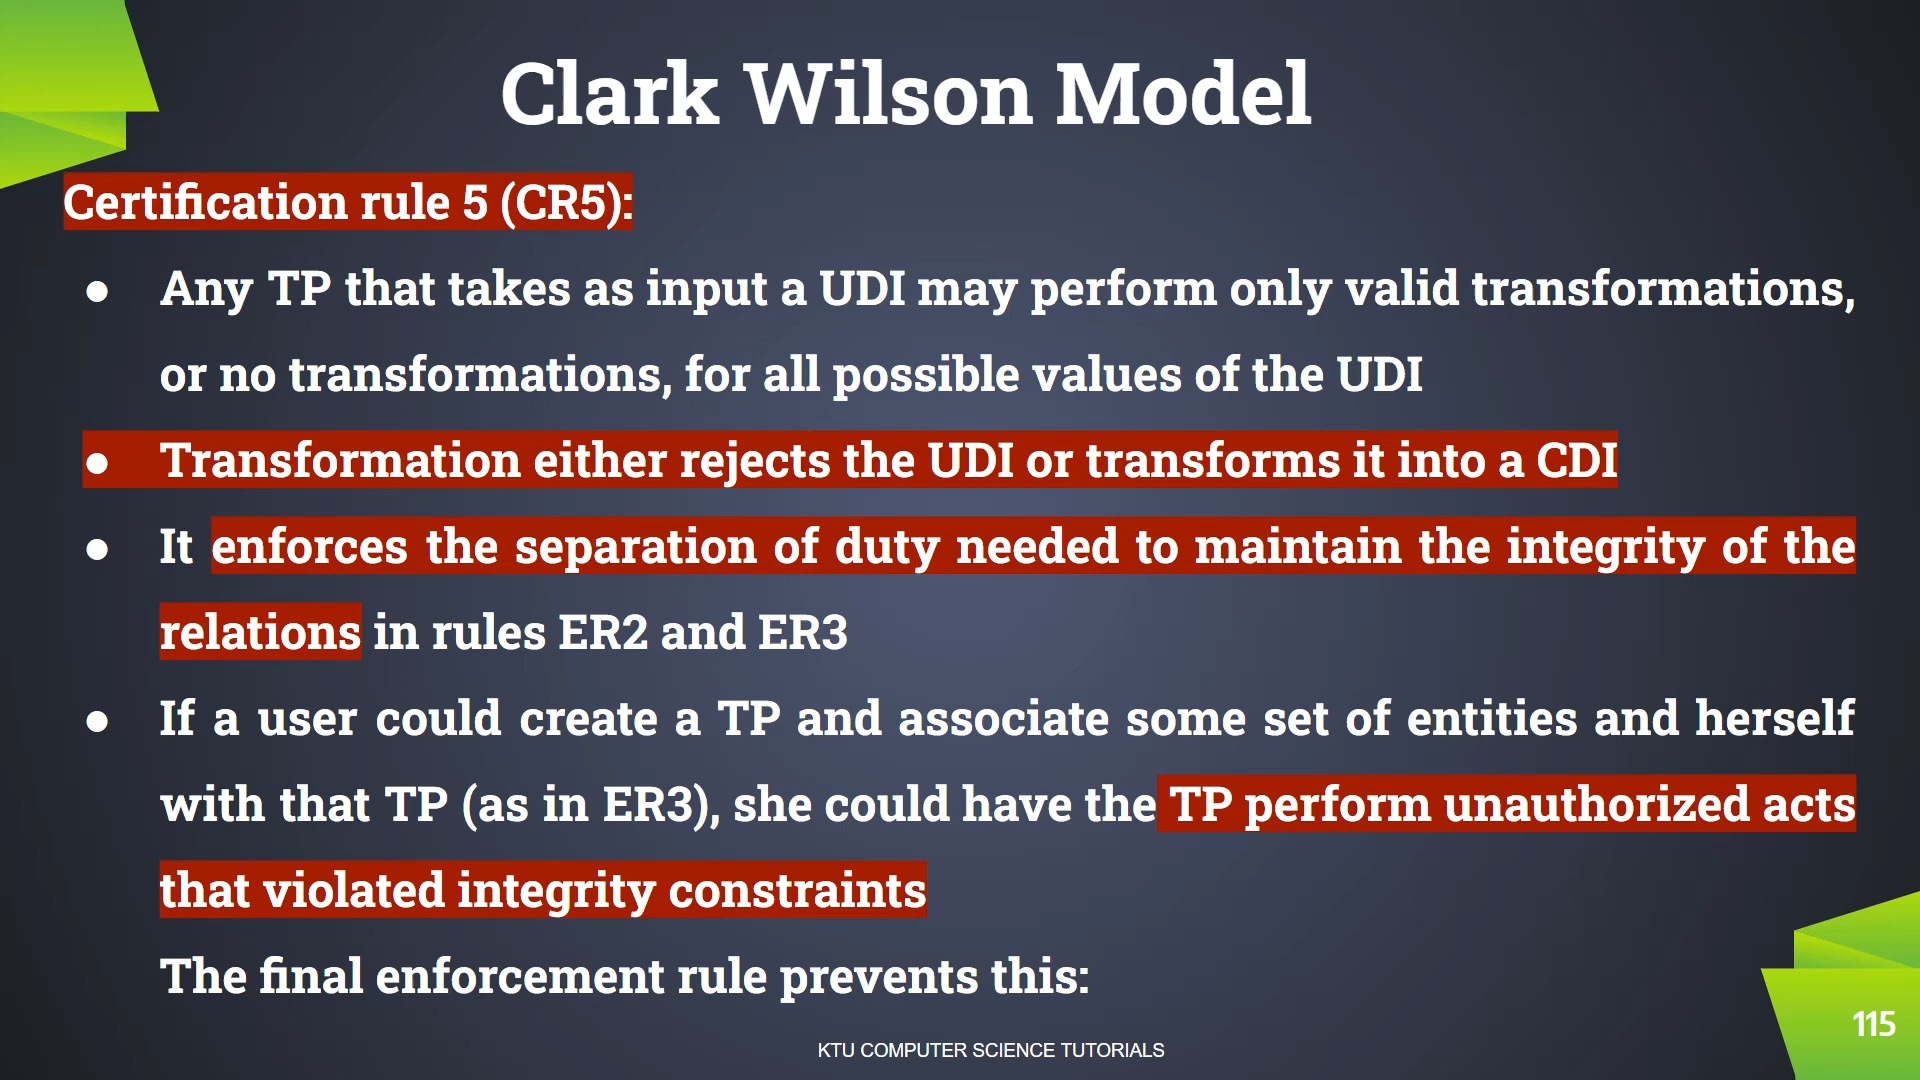 Clark Wilson Model
Certification rule 5 (CR5):
● Any TP that takes as input a UDI may perform only valid transformations,
or no transformations, for all possible values of the UDI
● Transformation either rejects the UDI or transforms it into a CDI
● It enforces the separation of duty needed to maintain the integrity of the
relations in rules ER2 and ER3
● If a user could create a TP and associate some set of entities and herself
with that TP (as in ER3), she could have the TP perform unauthorized acts
that violated integrity constraints
The final enforcement rule prevents this:
115
KTU COMPUTER SCIENCE TUTORIALS